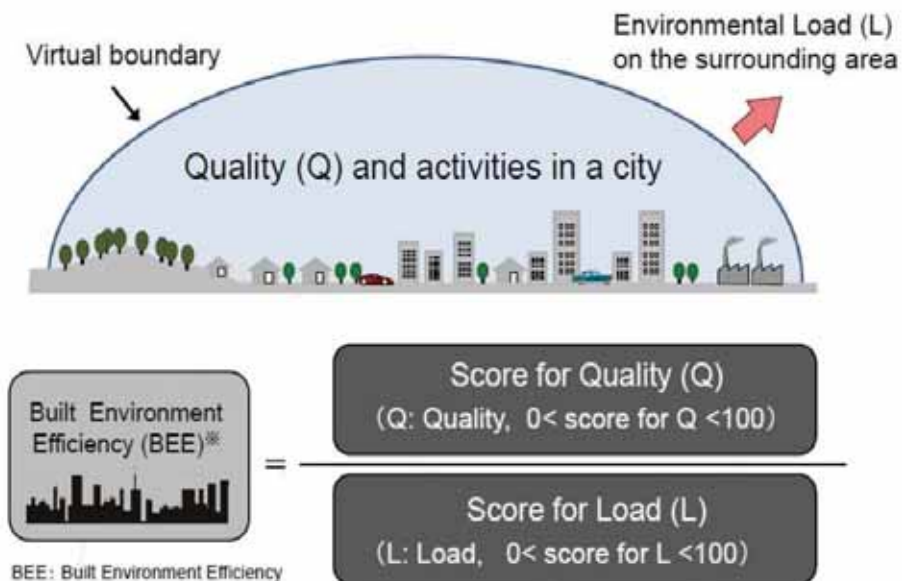 Virtual boundary
Environmental Load (L)
on the surrounding area
Quality (Q) and activities in a city
Built Environment
Efficiency (BEE)※
=
Score for Quality (Q)
(Q: Quality, 0< score for Q <100)
Score for Load (L)
(L: Load, 0< score for L <100)
BEE: Built Environment Efficiency